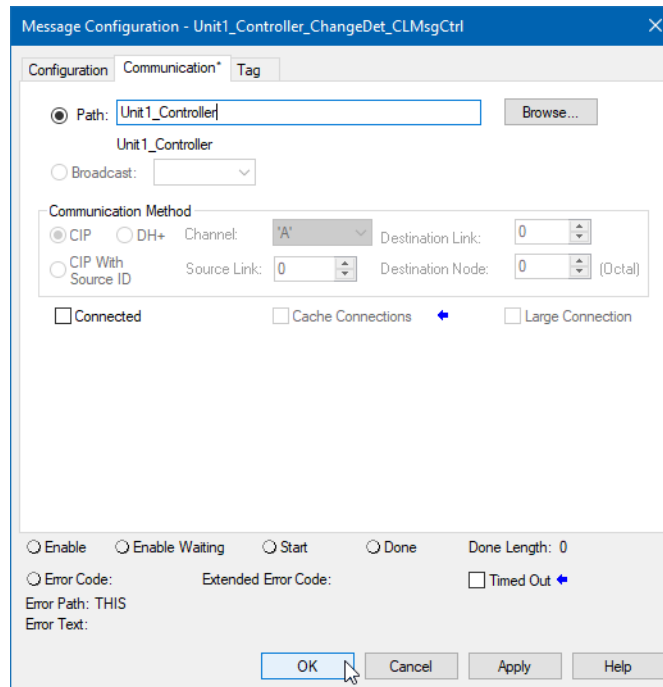 Message Configuration - Unit1_Controller_ChangeDet_CLMsgCtrl
Configuration Communication* Tag
Path: Unit1_Controller Browse...
Unit1_Controller
Broadcast:
Communication Method
CIP DH+ Channel: 'A' Destination Link: 0
CIP With Source ID Source Link: 0 Destination Node: 0 (Octal)
Connected Cache Connections Large Connection
Enable Enable Waiting Start Done Done Length: 0
Error Code: Extended Error Code: Timed Out
Error Path: THIS
Error Text:
OK Cancel Apply Help